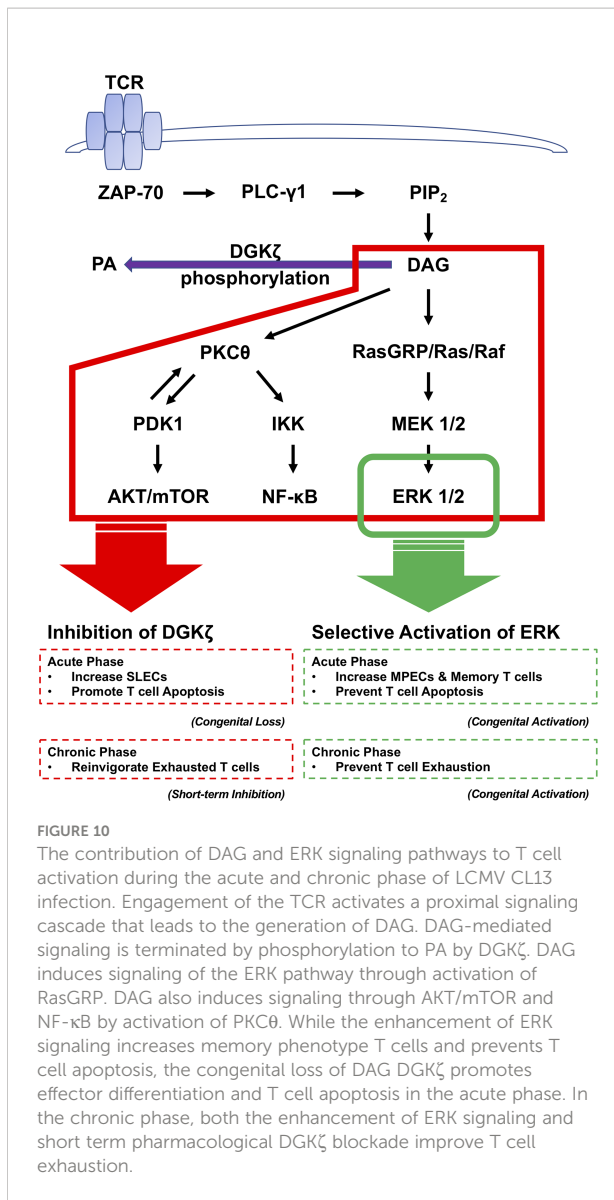 TCR
ZAP-70 PLC-γ1 PIP₂
DGKζ
PA DAG
phosphorylation
PKCθ RasGRP/Ras/Raf
PDK1 IKK MEK 1/2
AKT/mTOR NF-κB ERK 1/2
Inhibition of DGKζ
Acute Phase
• Increase SLECs
• Promote T cell Apoptosis
(Congenital Loss)
Chronic Phase
• Reinvigorate Exhausted T cells
(Short-term Inhibition)
Selective Activation of ERK
Acute Phase
• Increase MPECs & Memory T cells
• Prevent T cell Apoptosis
(Congenital Activation)
Chronic Phase
• Prevent T cell Exhaustion
(Congenital Activation)
FIGURE 10
The contribution of DAG and ERK signaling pathways to T cell
activation during the acute and chronic phase of LCMV CL13
infection. Engagement of the TCR activates a proximal signaling
cascade that leads to the generation of DAG. DAG-mediated
signaling is terminated by phosphorylation to PA by DGKζ. DAG
induces signaling of the ERK pathway through activation of
RasGRP. DAG also induces signaling through AKT/mTOR and
NF-κB by activation of PKCθ. While the enhancement of ERK
signaling increases memory phenotype T cells and prevents T
cell apoptosis, the congenital loss of DAG DGKζ promotes
effector differentiation and T cell apoptosis in the acute phase. In
the chronic phase, both the enhancement of ERK signaling and
short term pharmacological DGKζ blockade improve T cell
exhaustion.